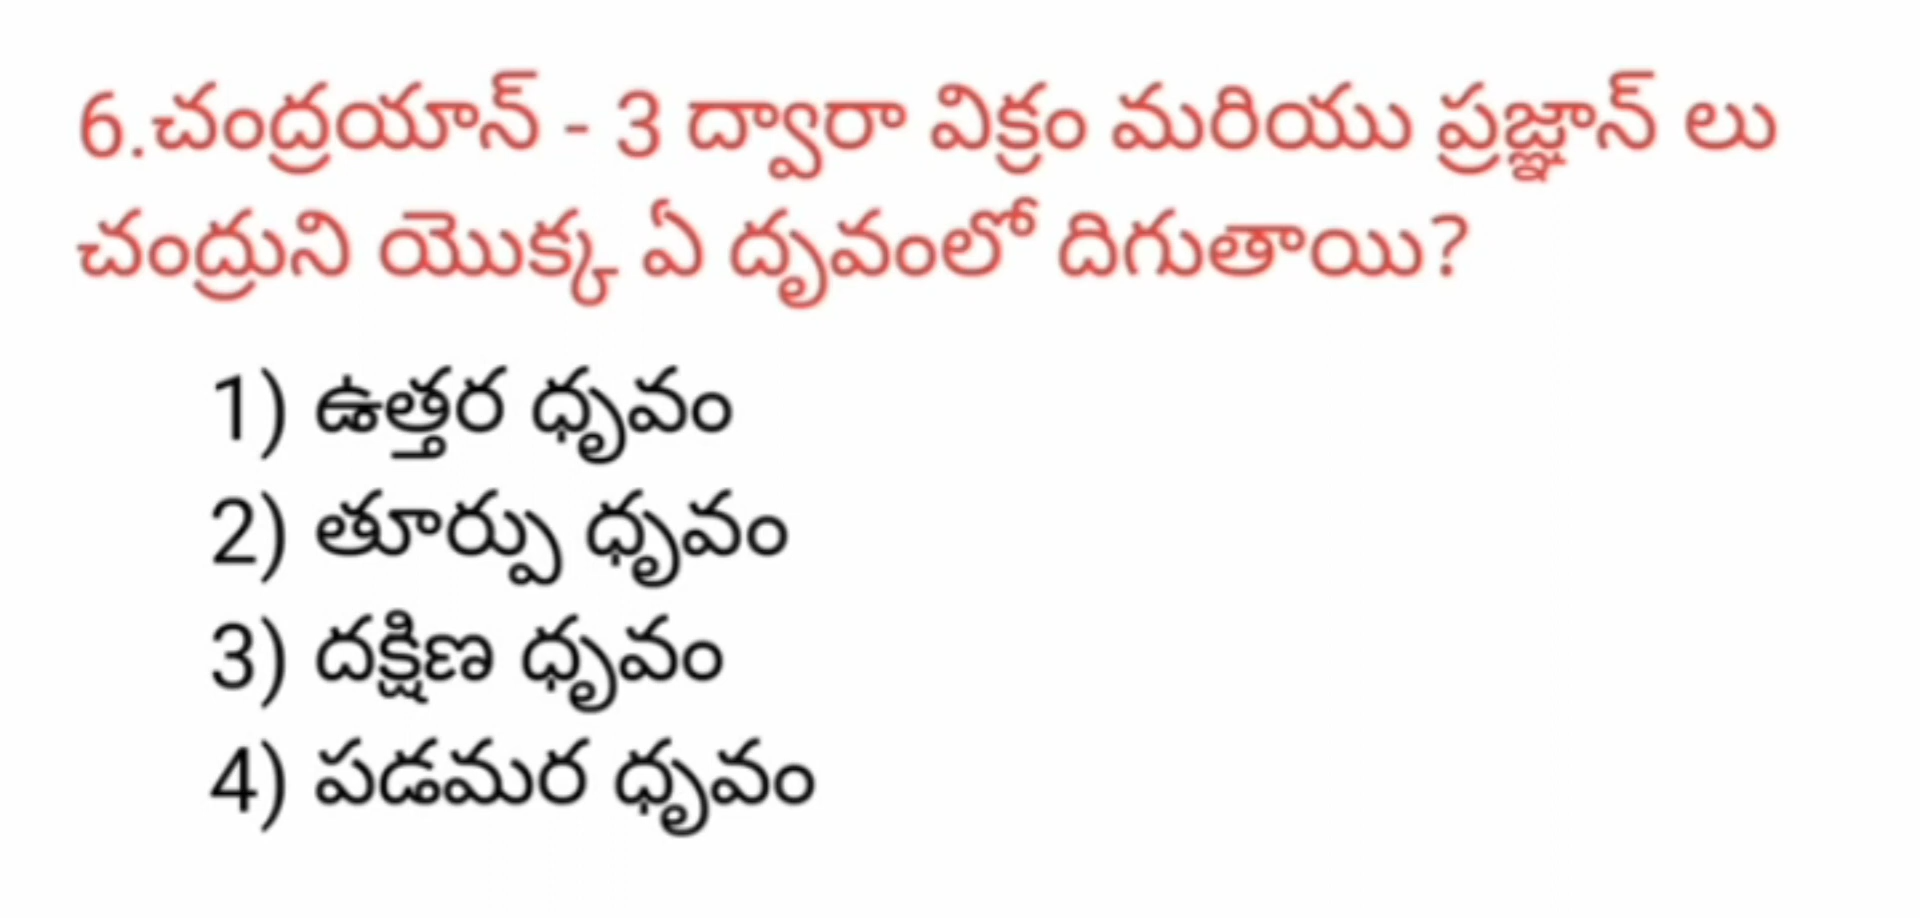 6.చంద్రయాన్ - 3 ద్వారా విక్రం మరియు ప్రజ్ఞాన్ లు
చంద్రుని యొక్క ఏ దృవంలో దిగుతాయి?
1) ఉత్తర ధృవం
2) తూర్పు ధృవం
3) దక్షిణ ధృవం
4) పడమర ధృవం